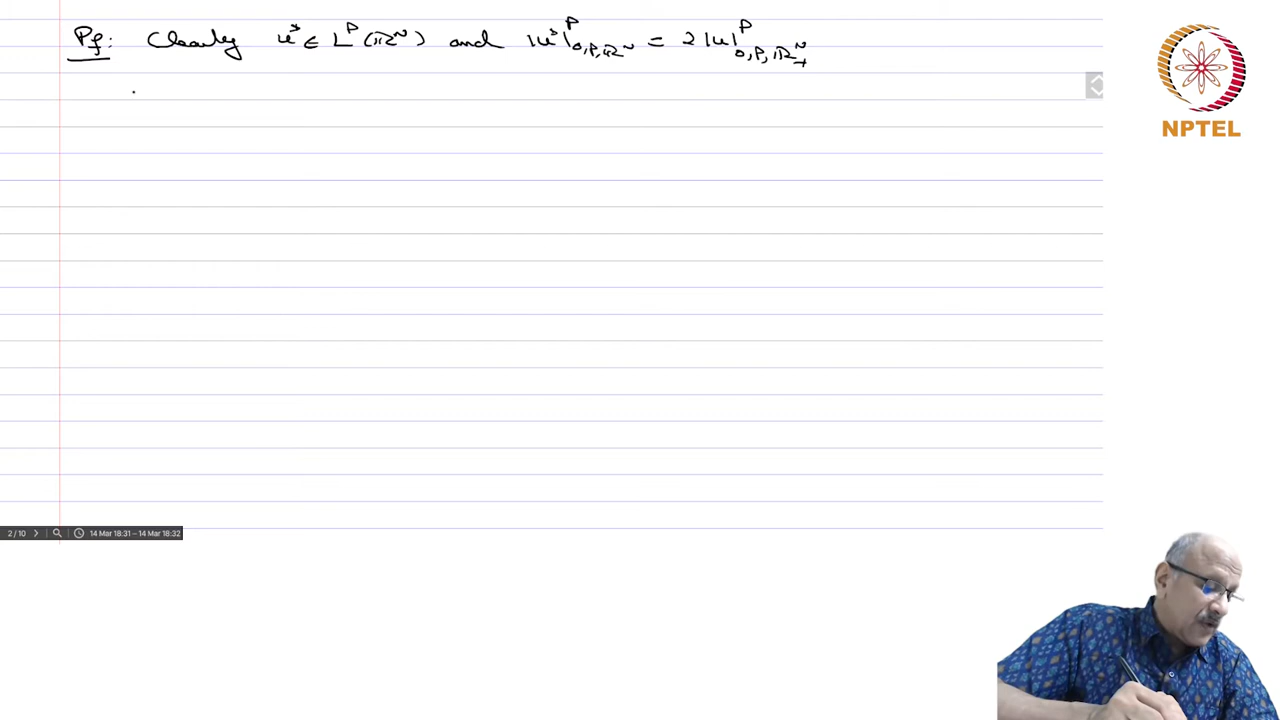 Pf: Clearly u* ∈ L^p(ℝ^N) and |u*|^p_{0,p,ℝ^N} = 2|u|^p_{0,p,ℝ^N_+}
NPTEL
2 / 10 14 Mar 18:31 – 14 Mar 18:32